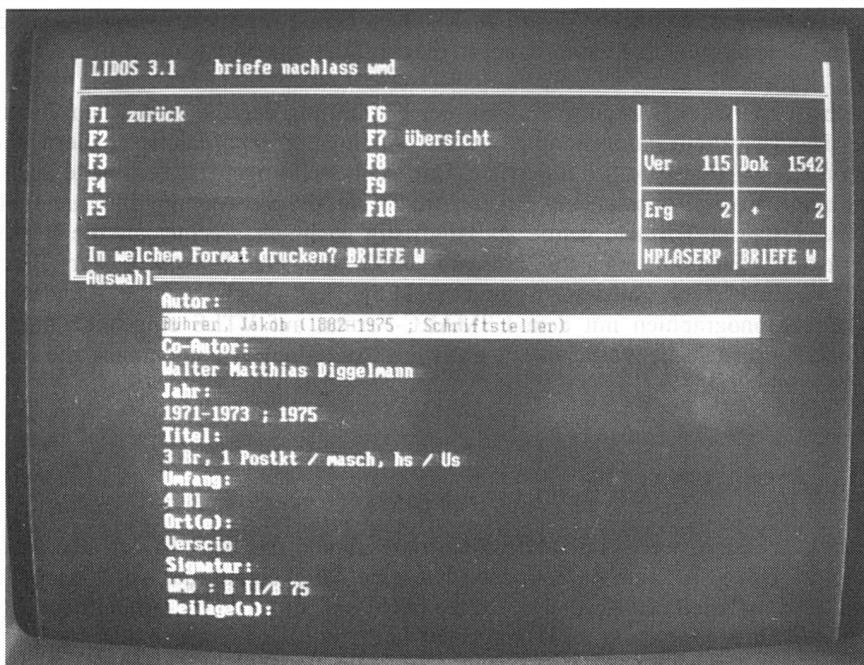 LIDOS 3.1 briefe nachlass wmd
F1 zurück F6
F2 F7 übersicht
F3 F8
F4 F9
F5 F10
Ver 115 Dok 1542
Erg 2 + 2
In welchem Format drucken? BRIEFE W
HPLASERP BRIEFE W
Auswahl
Autor:
Bührer, Jakob (1882-1975 ; Schriftsteller)
Co-Autor:
Walter Matthias Diggelmann
Jahr:
1971-1973 ; 1975
Titel:
3 Br, 1 Postkt / masch, hs / Us
Umfang:
4 Bl
Ort(e):
Verscio
Signatur:
WMD : B II/B 75
Beilage(n):